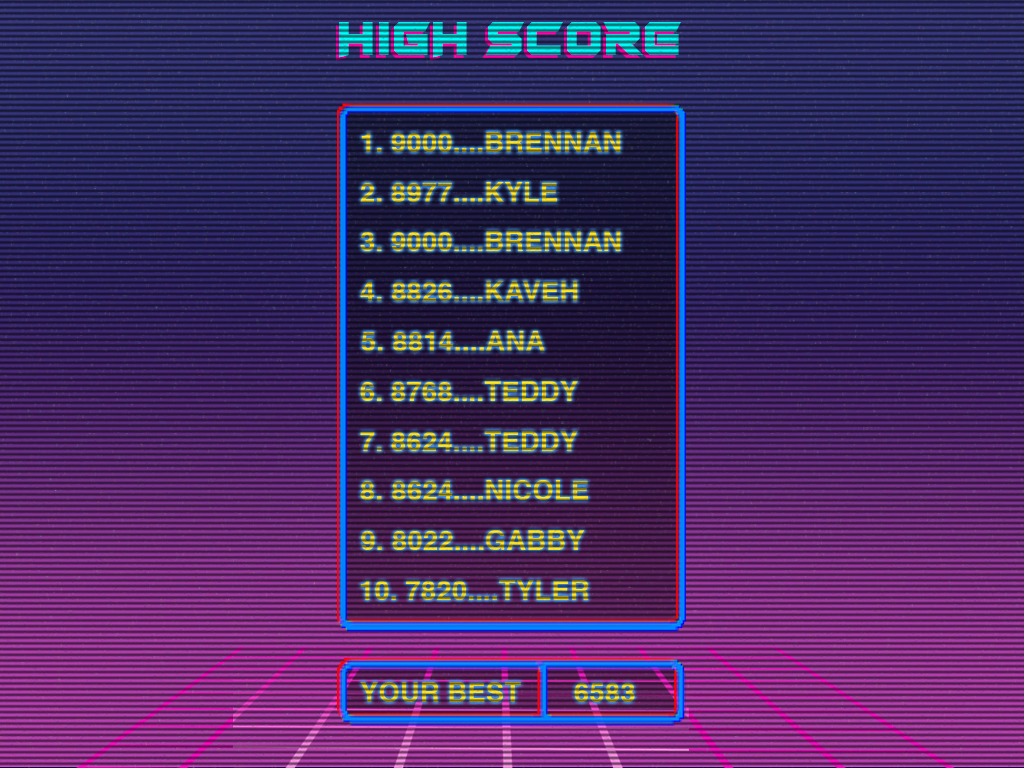 HIGH SCORE
1. 9000....BRENNAN
2. 8977....KYLE
3. 9000....BRENNAN
4. 8826....KAVEH
5. 8814....ANA
6. 8768....TEDDY
7. 8624....TEDDY
8. 8624....NICOLE
9. 8022....GABBY
10. 7820....TYLER
YOUR BEST 6583